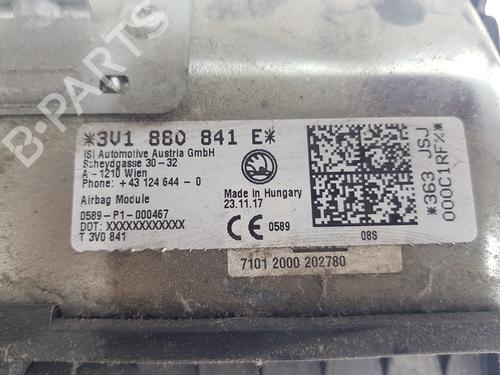 B-PARTS
*3V1 880 841 E*
iSi Automotive Austria GmbH
Scheydgasse 30-32
A - 1210 Wien
Phone: + 43 124 644 - 0
Airbag Module
0589-P1-000467
DOT: XXXXXXXXXXXX
T 3V0 841
Made in Hungary
23.11.17
CE 0589
08S
*363 JSJ
000C1RFX*
7101 2000 202780